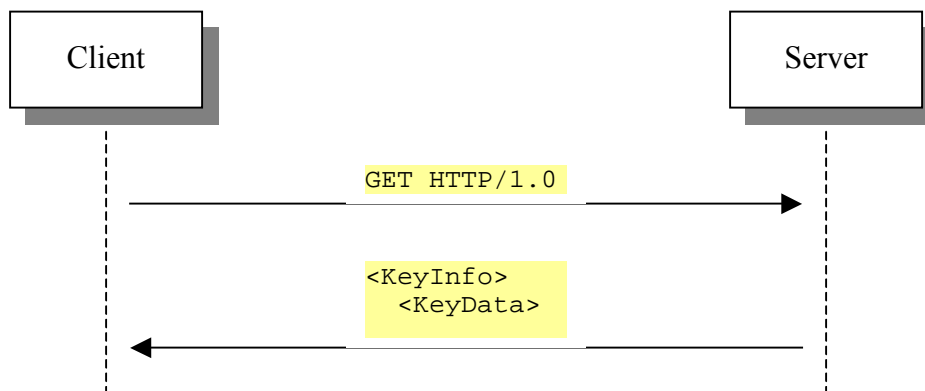 Client
Server
GET HTTP/1.0
<KeyInfo>
  <KeyData>